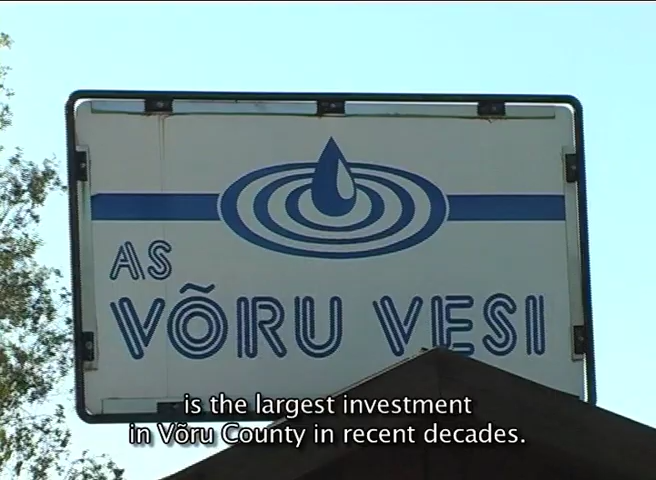 AS
VÕRU VESI
is the largest investment
in Võru County in recent decades.